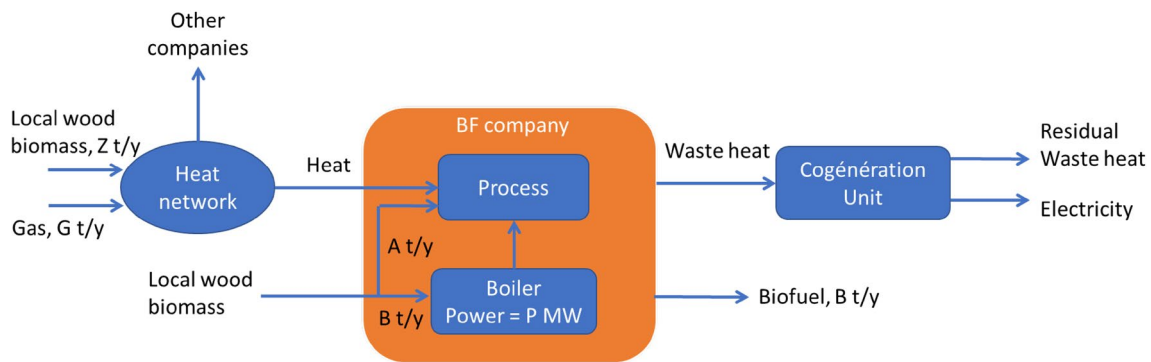 Other
companies
Local wood
biomass, Z t/y
Gas, G t/y
Heat
network
Heat
Local wood
biomass
A t/y
B t/y
BF company
Process
Boiler
Power = P MW
Waste heat
Biofuel, B t/y
Cogénération
Unit
Residual
Waste heat
Electricity